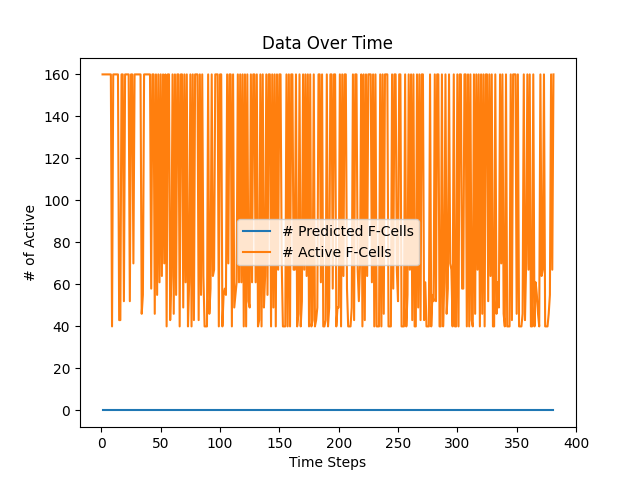 Data Over Time
160
140
120
100
80
60
40
20
0
# of Active
# Predicted F-Cells
# Active F-Cells
0 50 100 150 200 250 300 350 400
Time Steps